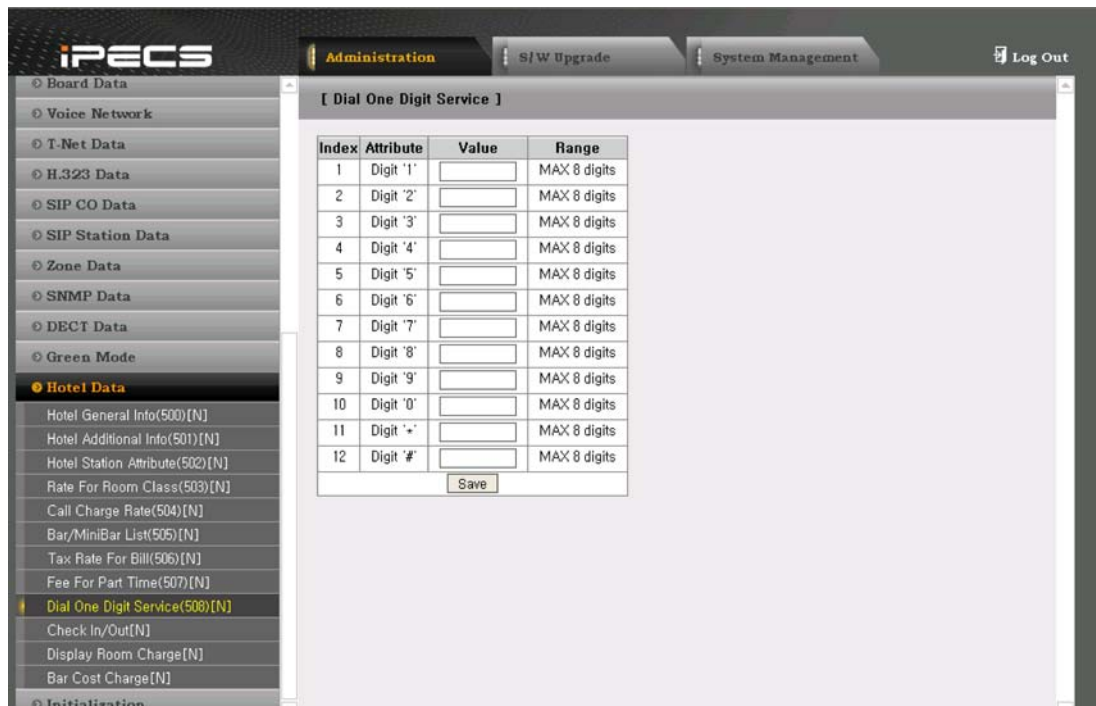 iPECS
Administration
S/W Upgrade
System Management
Log Out
Board Data
Voice Network
T-Net Data
H.323 Data
SIP CO Data
SIP Station Data
Zone Data
SNMP Data
DECT Data
Green Mode
Hotel Data
Hotel General Info(500)[N]
Hotel Additional Info(501)[N]
Hotel Station Attribute(502)[N]
Rate For Room Class(503)[N]
Call Charge Rate(504)[N]
Bar/MiniBar List(505)[N]
Tax Rate For Bill(506)[N]
Fee For Part Time(507)[N]
Dial One Digit Service(508)[N]
Check In/Out[N]
Display Room Charge[N]
Bar Cost Charge[N]
Initialization
[ Dial One Digit Service ]
Index Attribute Value Range
1 Digit '1' MAX 8 digits
2 Digit '2' MAX 8 digits
3 Digit '3' MAX 8 digits
4 Digit '4' MAX 8 digits
5 Digit '5' MAX 8 digits
6 Digit '6' MAX 8 digits
7 Digit '7' MAX 8 digits
8 Digit '8' MAX 8 digits
9 Digit '9' MAX 8 digits
10 Digit '0' MAX 8 digits
11 Digit '*' MAX 8 digits
12 Digit '#' MAX 8 digits
Save